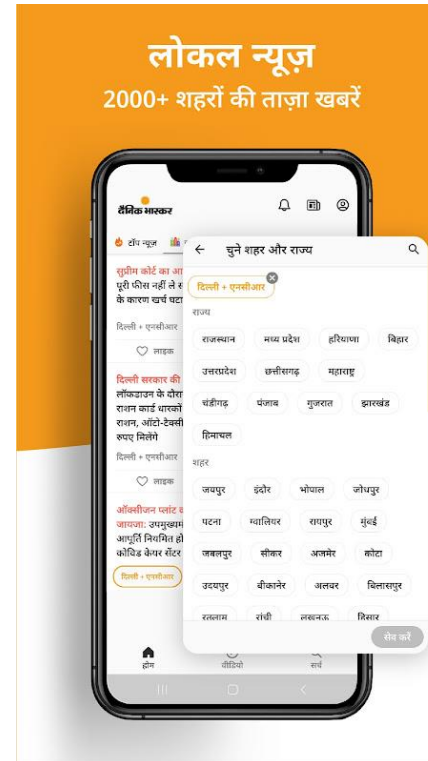 लोकल न्यूज़
2000+ शहरों की ताज़ा खबरें
दैनिक भास्कर
टॉप न्यूज़
सुप्रीम कोर्ट का
पूरी फीस नहीं ले
के कारण खर्च
दिल्ली + एनसीआर
लाइक
दिल्ली सरकार की
लॉकडाउन के
राशन कार्ड धारकों
राशन, ऑटो-टैक्सी
रुपए मिलेंगे
दिल्ली + एनसीआर
लाइक
ऑक्सीजन प्लांट
जायजा:
आपूर्ति नियमित
कोविड केयर सेंटर
दिल्ली + एनसीआर
होम वीडियो सर्च
चुने शहर और राज्य
दिल्ली + एनसीआर
राज्य
राजस्थान मध्य प्रदेश हरियाणा बिहार
उत्तरप्रदेश छत्तीसगढ़ महाराष्ट्र
चंडीगढ़ पंजाब गुजरात झारखंड
हिमाचल
शहर
जयपुर इंदौर भोपाल जोधपुर
पटना ग्वालियर रायपुर मुंबई
जबलपुर सीकर अजमेर कोटा
उदयपुर बीकानेर अलवर बिलासपुर
रतलाम रांची लखनऊ हिसार
सेव करें